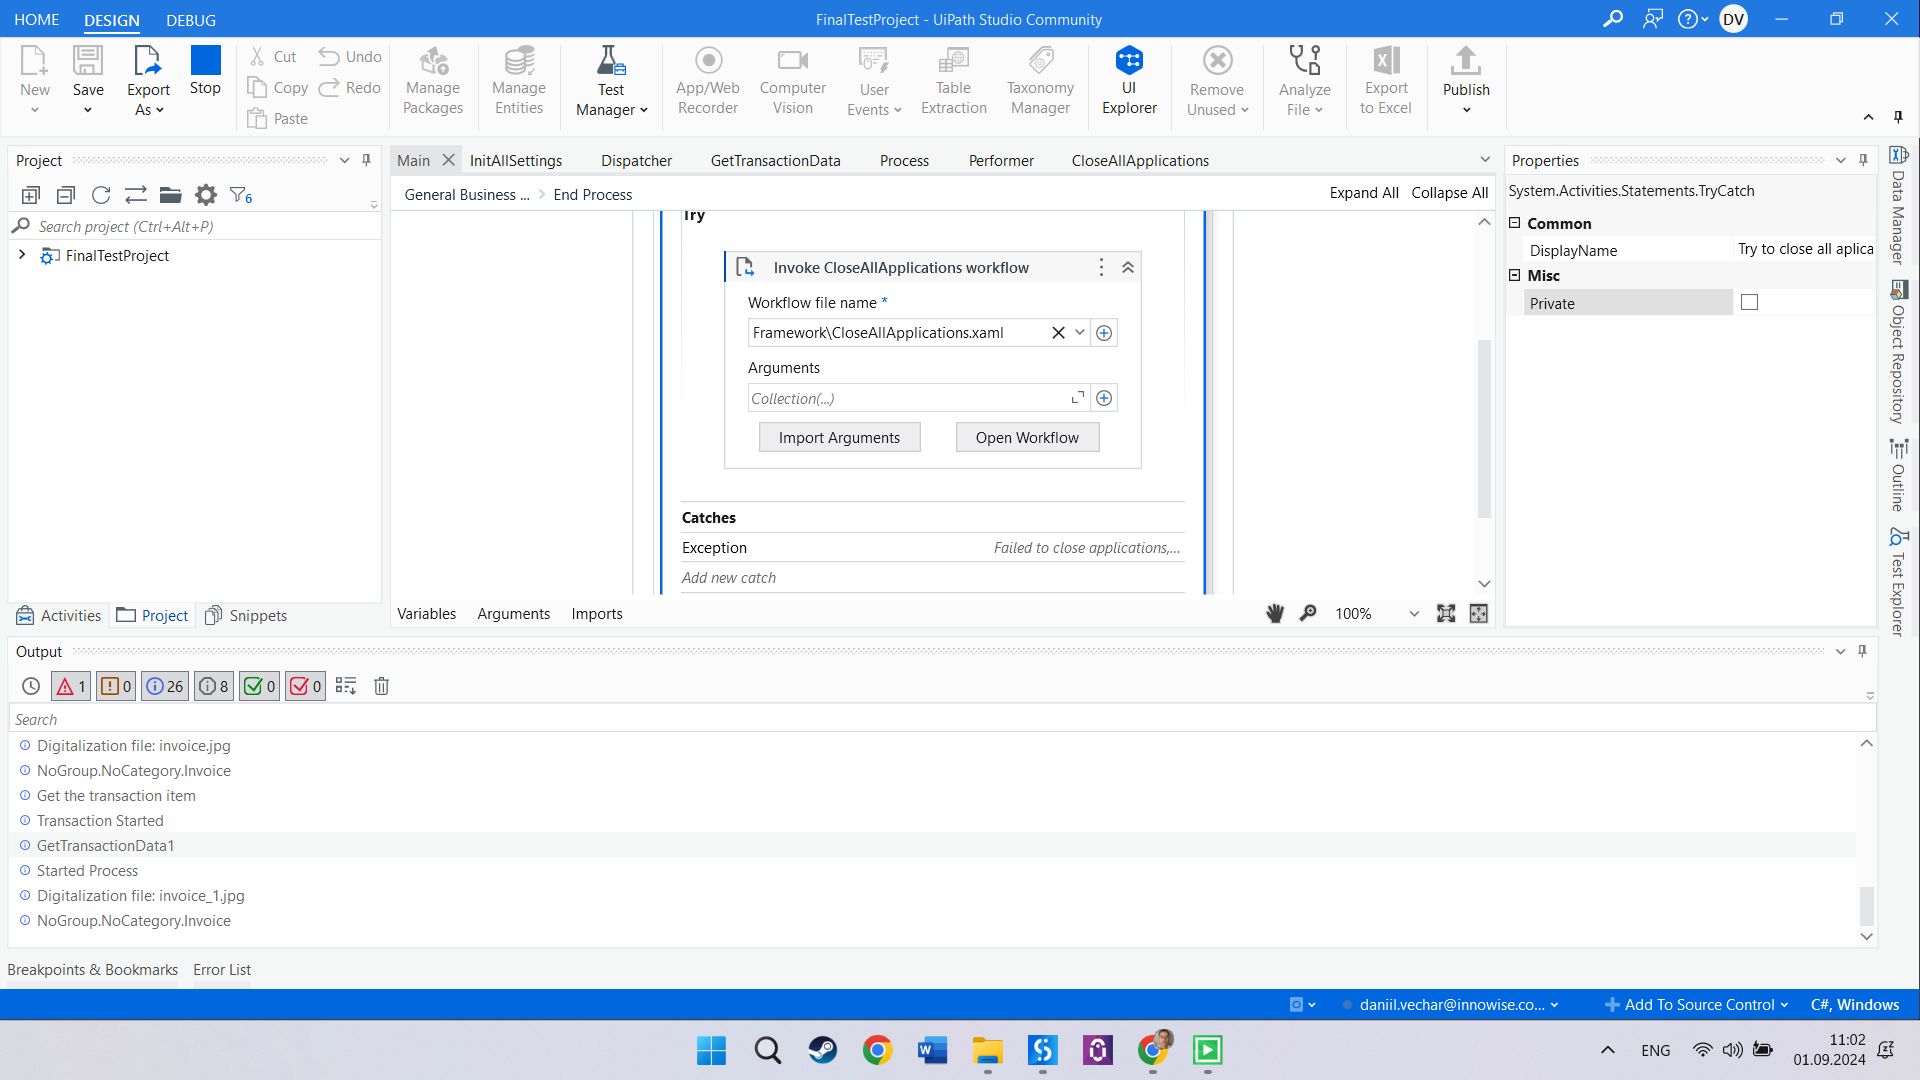 HOME DESIGN DEBUG FinalTestProject - UiPath Studio Community DV
New Save Export As Stop Cut Copy Paste Undo Redo Manage Packages Manage Entities Test Manager App/Web Recorder Computer Vision User Events Table Extraction Taxonomy Manager UI Explorer Remove Unused Analyze File Export to Excel Publish
Project
6
Search project (Ctrl+Alt+P)
FinalTestProject
Activities Project Snippets
Main InitAllSettings Dispatcher GetTransactionData Process Performer CloseAllApplications
General Business ... End Process Expand All Collapse All
Try
Invoke CloseAllApplications workflow
Workflow file name *
Framework\CloseAllApplications.xaml
Arguments
Collection(...)
Import Arguments Open Workflow
Catches
Exception Failed to close applications,...
Add new catch
Variables Arguments Imports 100%
Properties
System.Activities.Statements.TryCatch
Common
DisplayName Try to close all aplica
Misc
Private
Data Manager
Object Repository
Outline
Test Explorer
Output
1 0 26 8 0 0
Search
Digitalization file: invoice.jpg
NoGroup.NoCategory.Invoice
Get the transaction item
Transaction Started
GetTransactionData1
Started Process
Digitalization file: invoice_1.jpg
NoGroup.NoCategory.Invoice
Breakpoints & Bookmarks Error List
daniil.vechar@innowise.co... Add To Source Control C#, Windows
ENG 11:02
01.09.2024